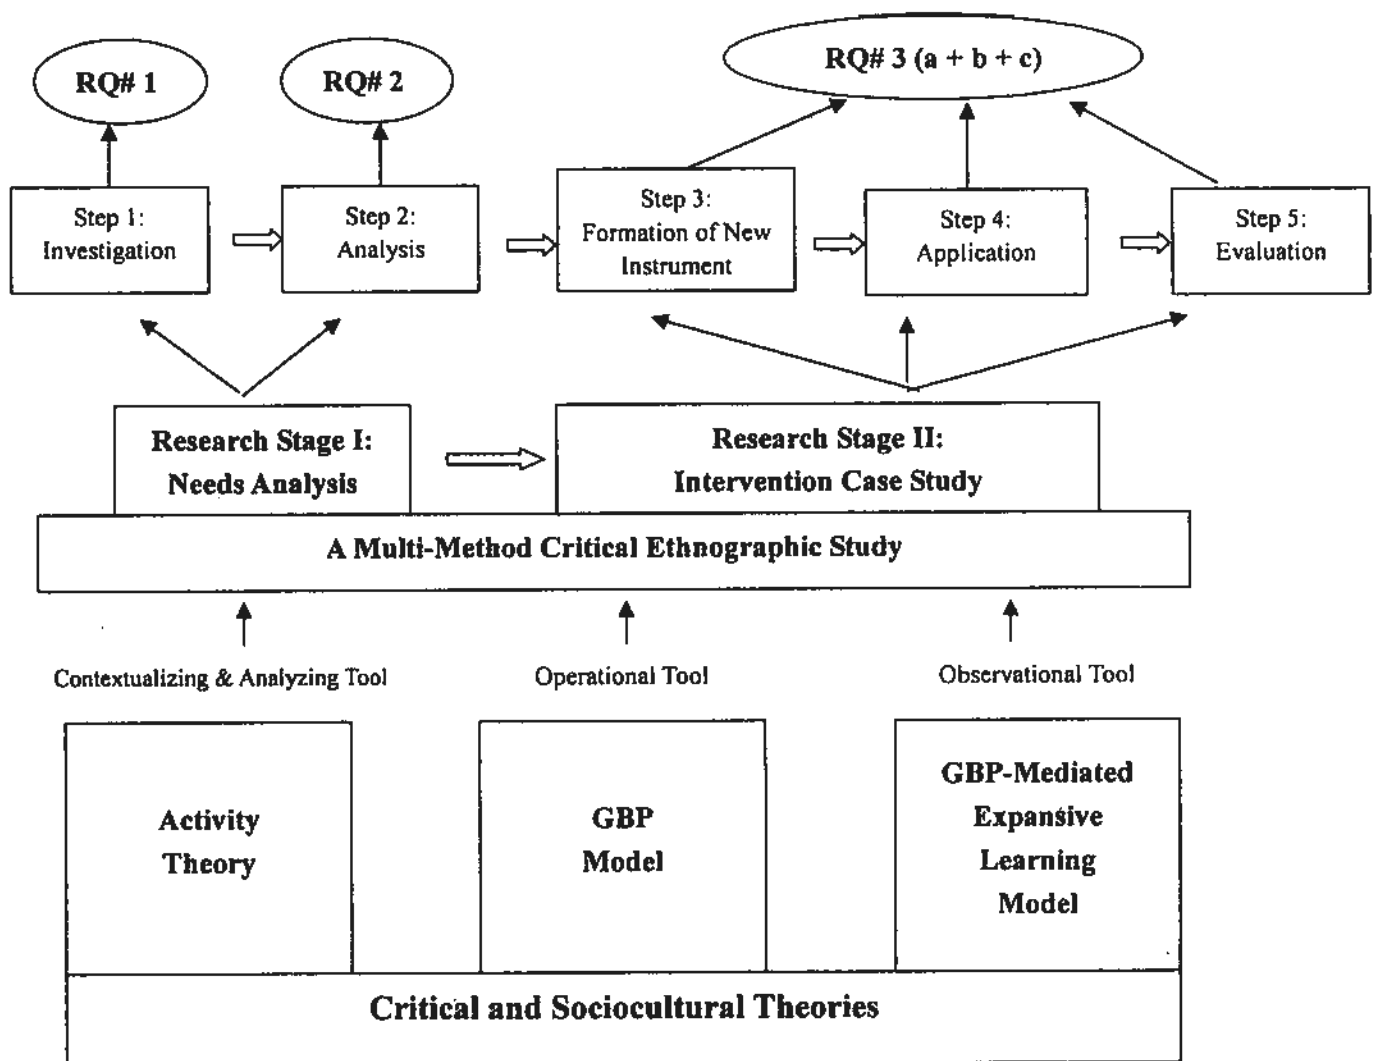 RQ# 1
RQ# 2
RQ# 3 (a + b + c)
Step 1:
Investigation
Step 2:
Analysis
Step 3:
Formation of New
Instrument
Step 4:
Application
Step 5:
Evaluation
Research Stage I:
Needs Analysis
Research Stage II:
Intervention Case Study
A Multi-Method Critical Ethnographic Study
Contextualizing & Analyzing Tool
Operational Tool
Observational Tool
Activity
Theory
GBP
Model
GBP-Mediated
Expansive
Learning
Model
Critical and Sociocultural Theories